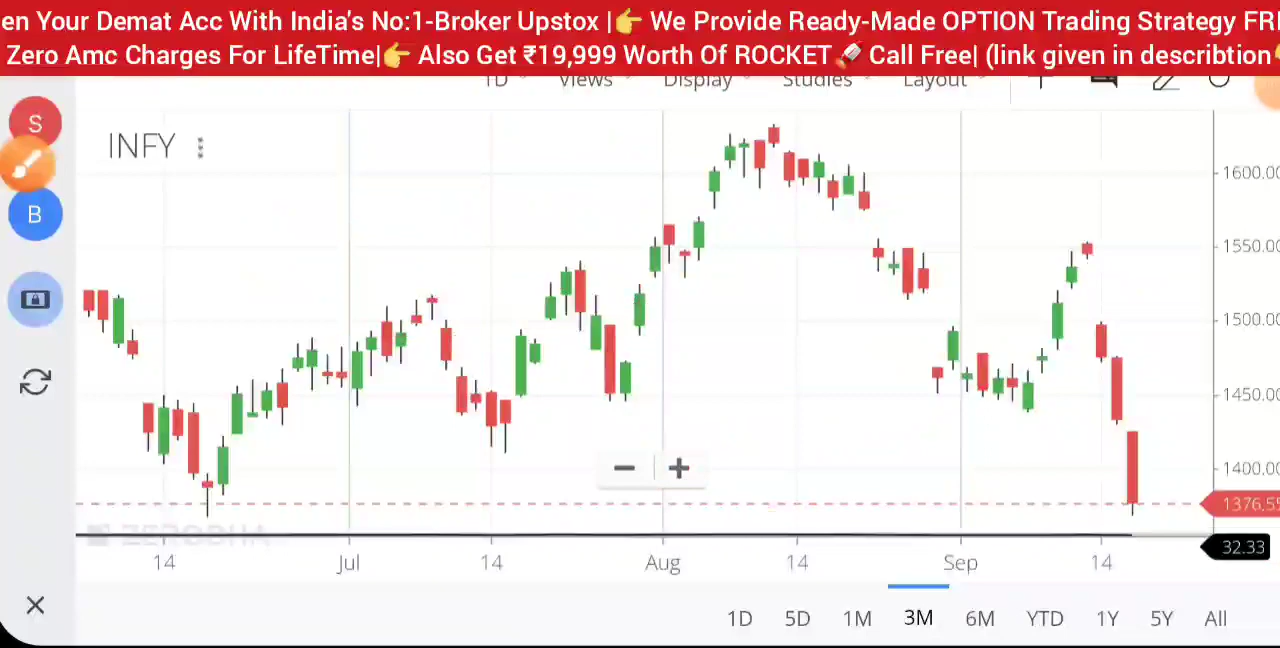 en Your Demat Acc With India's No:1-Broker Upstox |👉 We Provide Ready-Made OPTION Trading Strategy FR
Zero Amc Charges For LifeTime|👉 Also Get ₹19,999 Worth Of ROCKET🚀 Call Free| (link given in describtion
1D Views Display Studies Layout
S
INFY
B
1600.00
1550.00
1500.00
1450.00
1400.00
1376.55
ZERODHA
32.33
14 Jul 14 Aug 14 Sep 14
1D 5D 1M 3M 6M YTD 1Y 5Y All